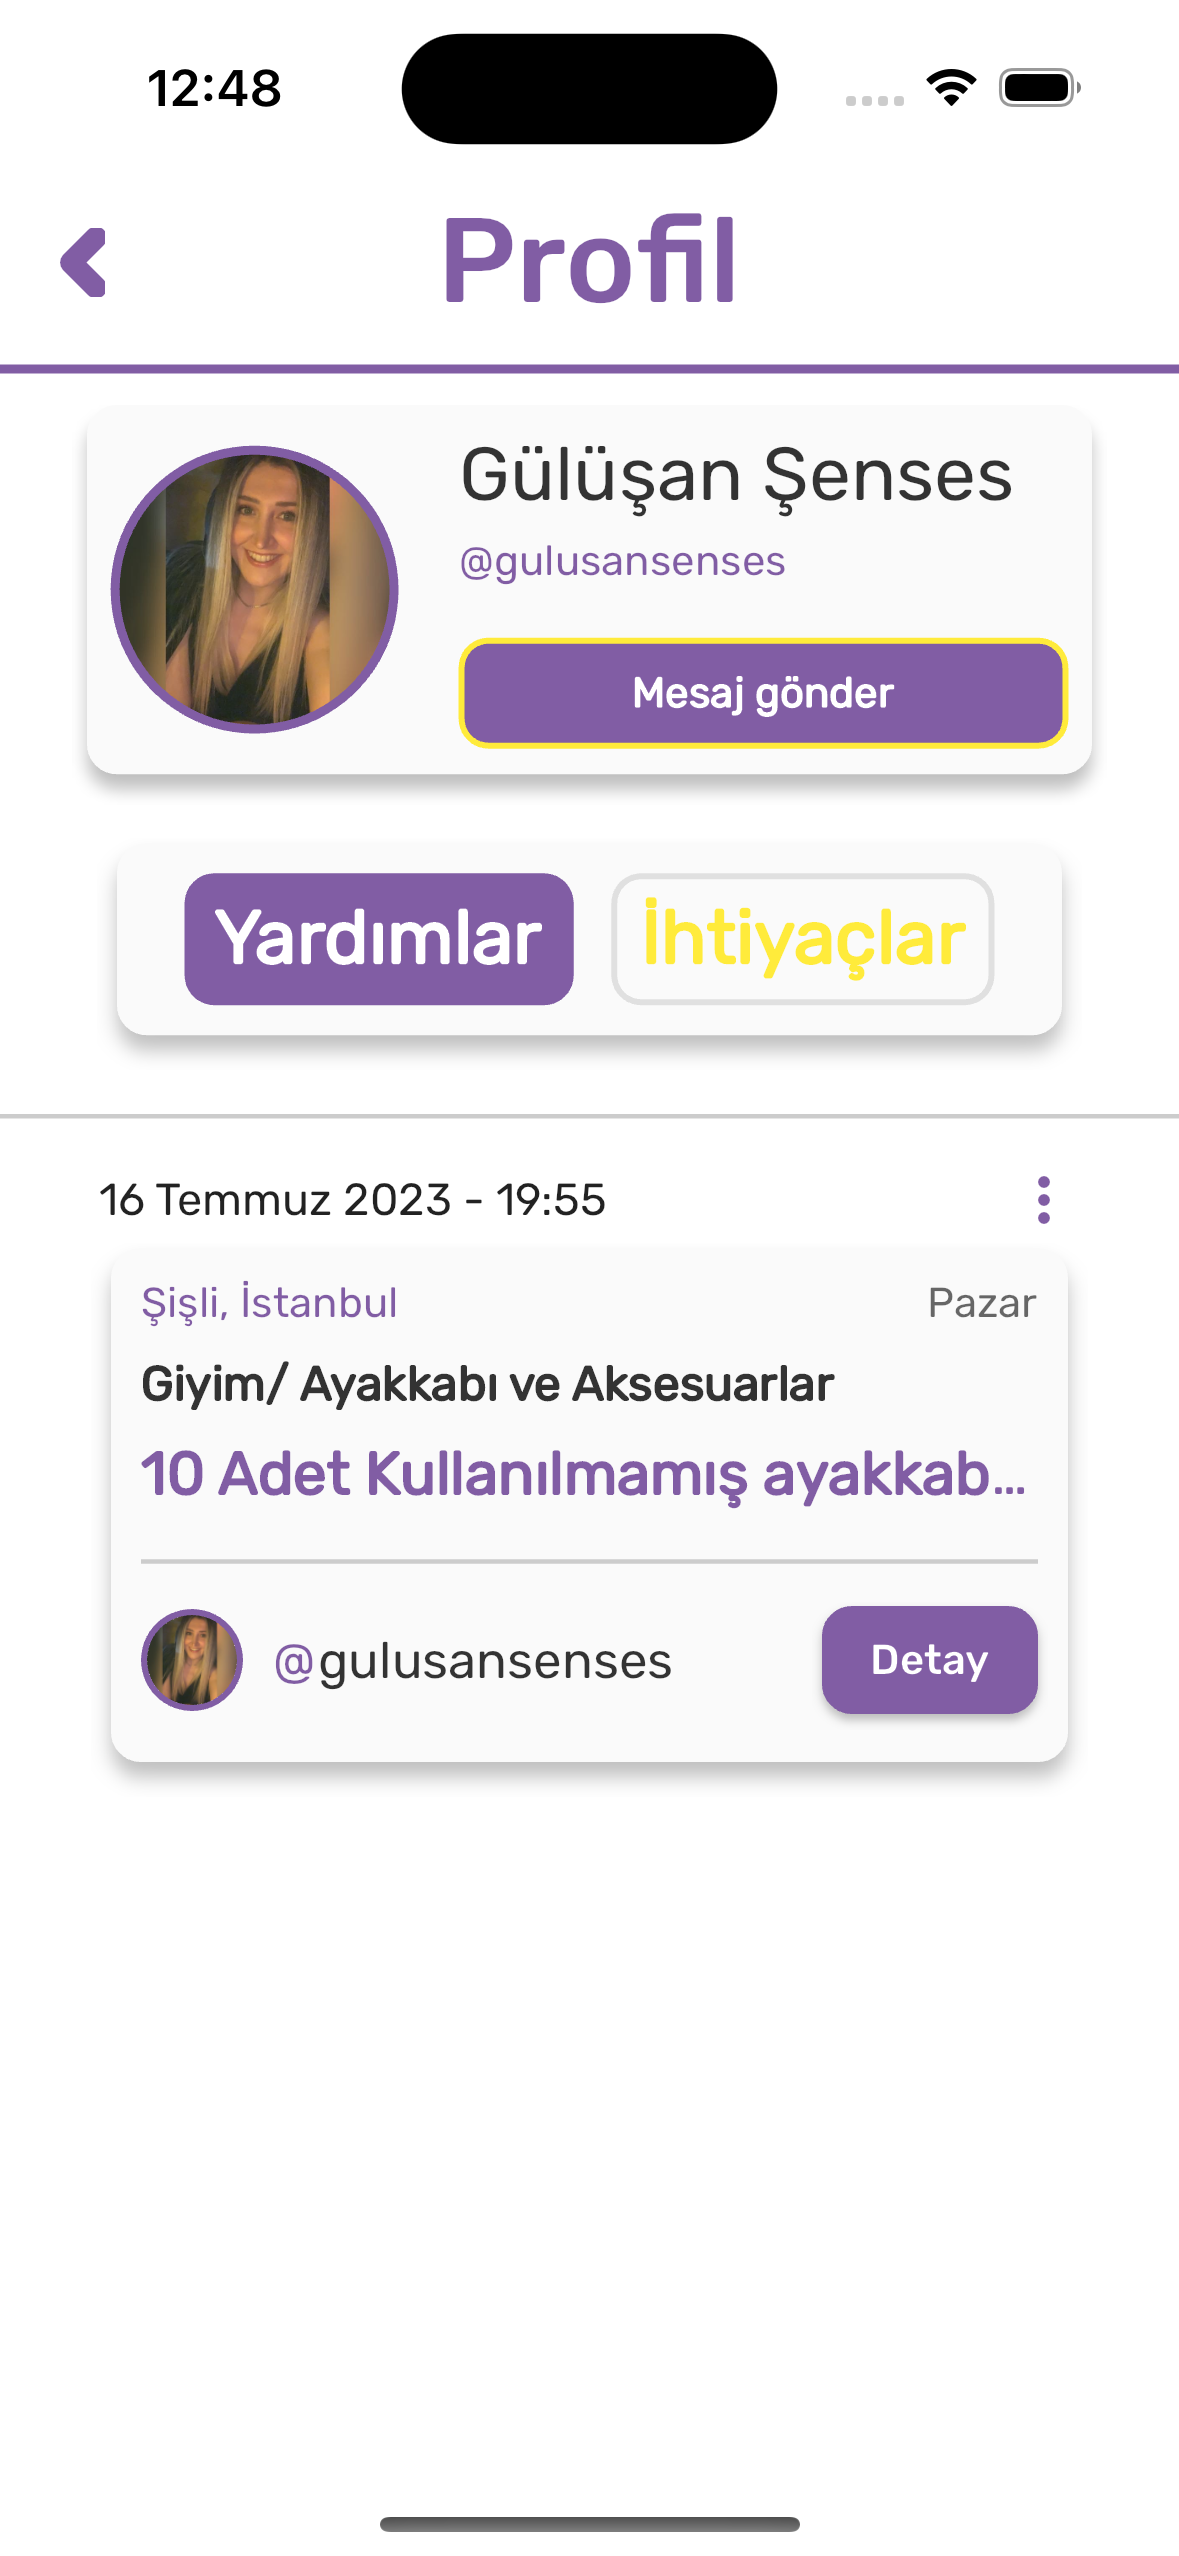 12:48
Profil
Gülüşan Şenses
@gulusansenses
Mesaj gönder
Yardımlar İhtiyaçlar
16 Temmuz 2023 - 19:55
Şişli, İstanbul Pazar
Giyim/ Ayakkabı ve Aksesuarlar
10 Adet Kullanılmamış ayakkab...
@gulusansenses Detay